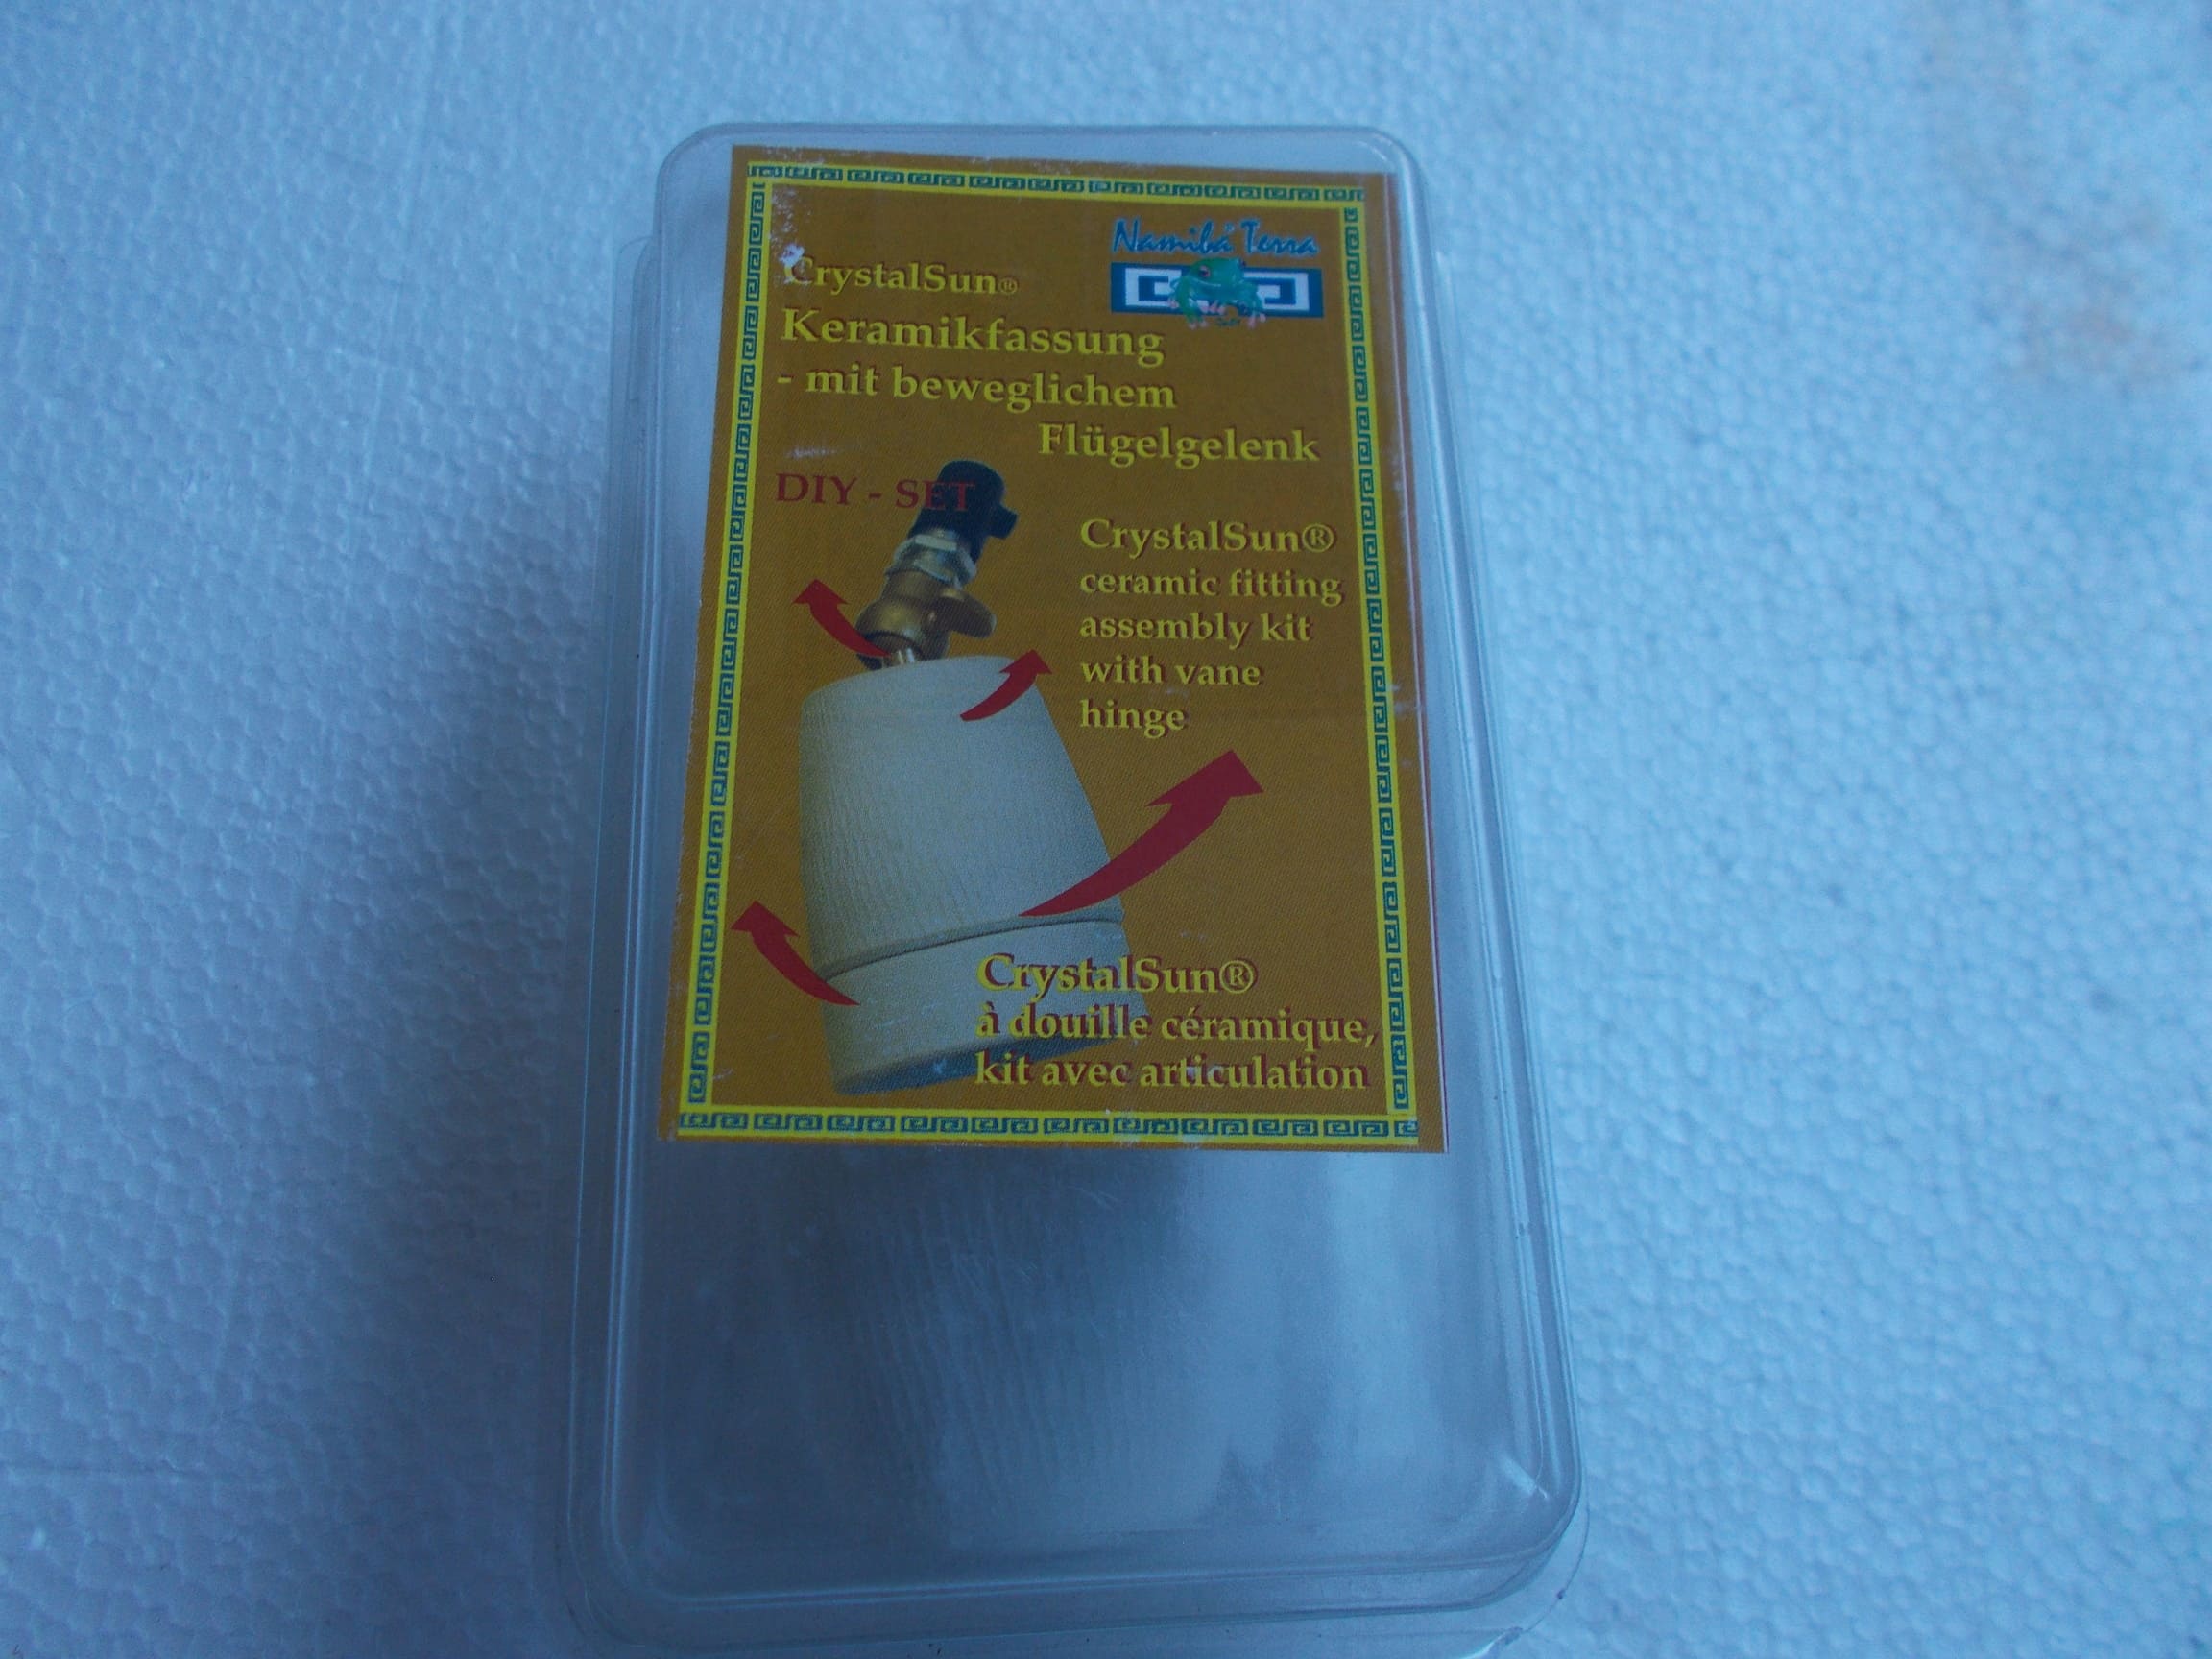 Namibá Terra
CrystalSun®
Keramikfassung
- mit beweglichem
Flügelgelenk
DIY - SET
CrystalSun®
ceramic fitting
assembly kit
with vane
hinge
CrystalSun®
à douille céramique,
kit avec articulation